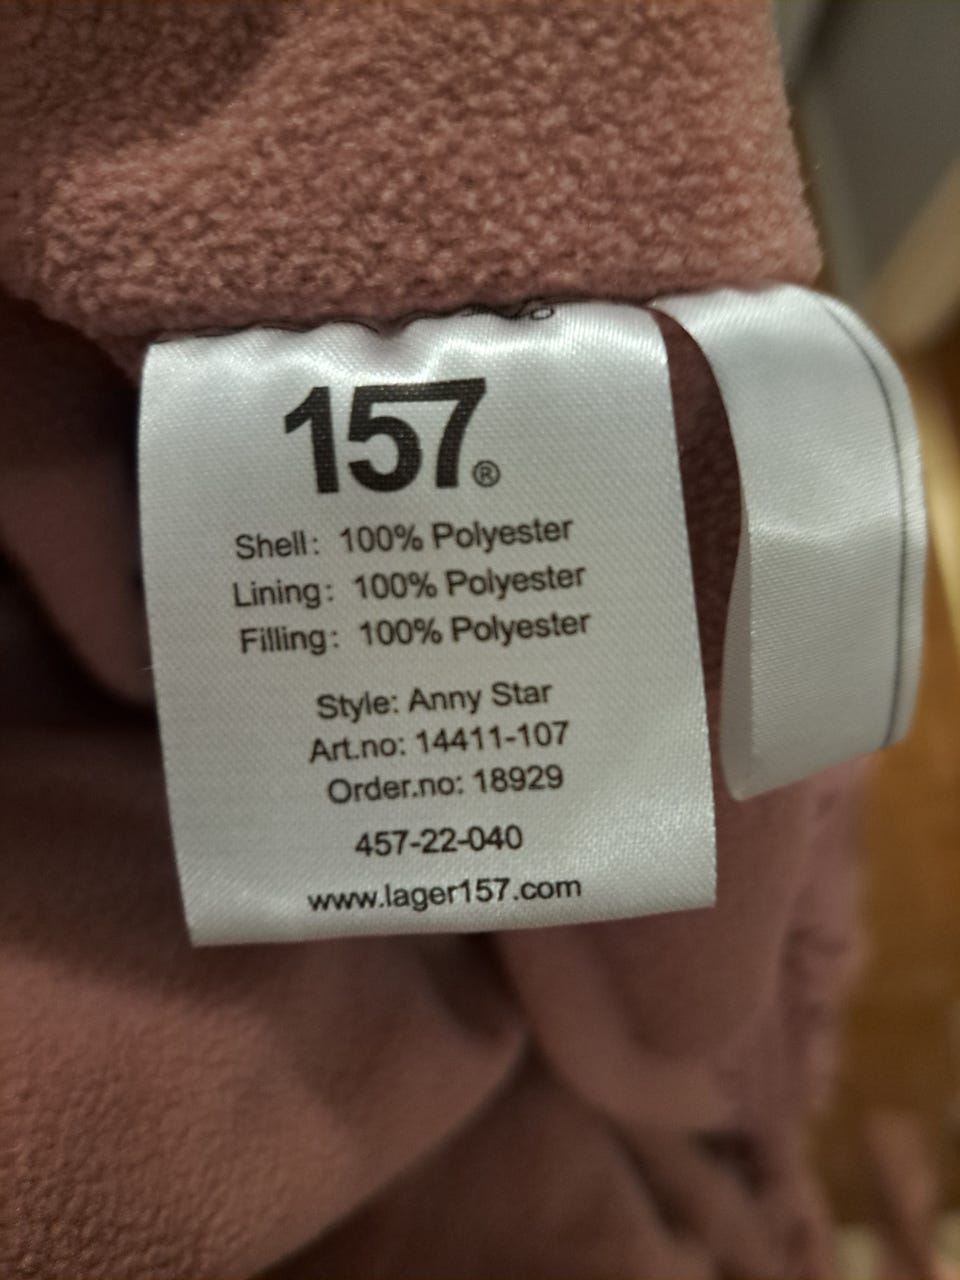 157®
Shell: 100% Polyester
Lining: 100% Polyester
Filling: 100% Polyester
Style: Anny Star
Art.no: 14411-107
Order.no: 18929
457-22-040
www.lager157.com